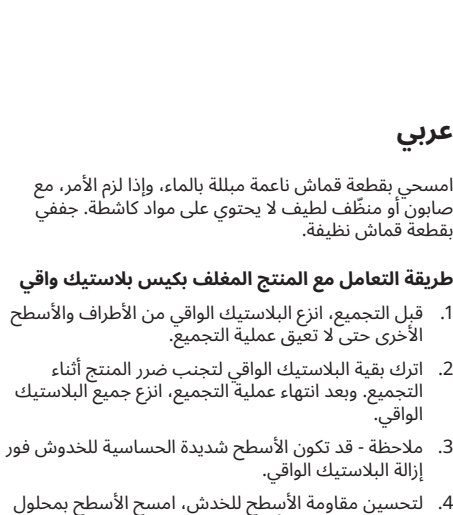 عربي
امسحي بقطعة قماش ناعمة مبللة بالماء، وإذا لزم الأمر، مع
صابون أو منظّف لطيف لا يحتوي على مواد كاشطة. جففي
بقطعة قماش نظيفة.
طريقة التعامل مع المنتج المغلف بكيس بلاستيك واقي
1. قبل التجميع، انزع البلاستيك الواقي من الأطراف والأسطح
الأخرى حتى لا تعيق عملية التجميع.
2. اترك بقية البلاستيك الواقي لتجنب ضرر المنتج أثناء
التجميع. وبعد انتهاء عملية التجميع، انزع جميع البلاستيك
الواقي.
3. ملاحظة - قد تكون الأسطح شديدة الحساسية للخدوش فور
إزالة البلاستيك الواقي.
4. لتحسين مقاومة الأسطح للخدش، امسح الأسطح بمحلول